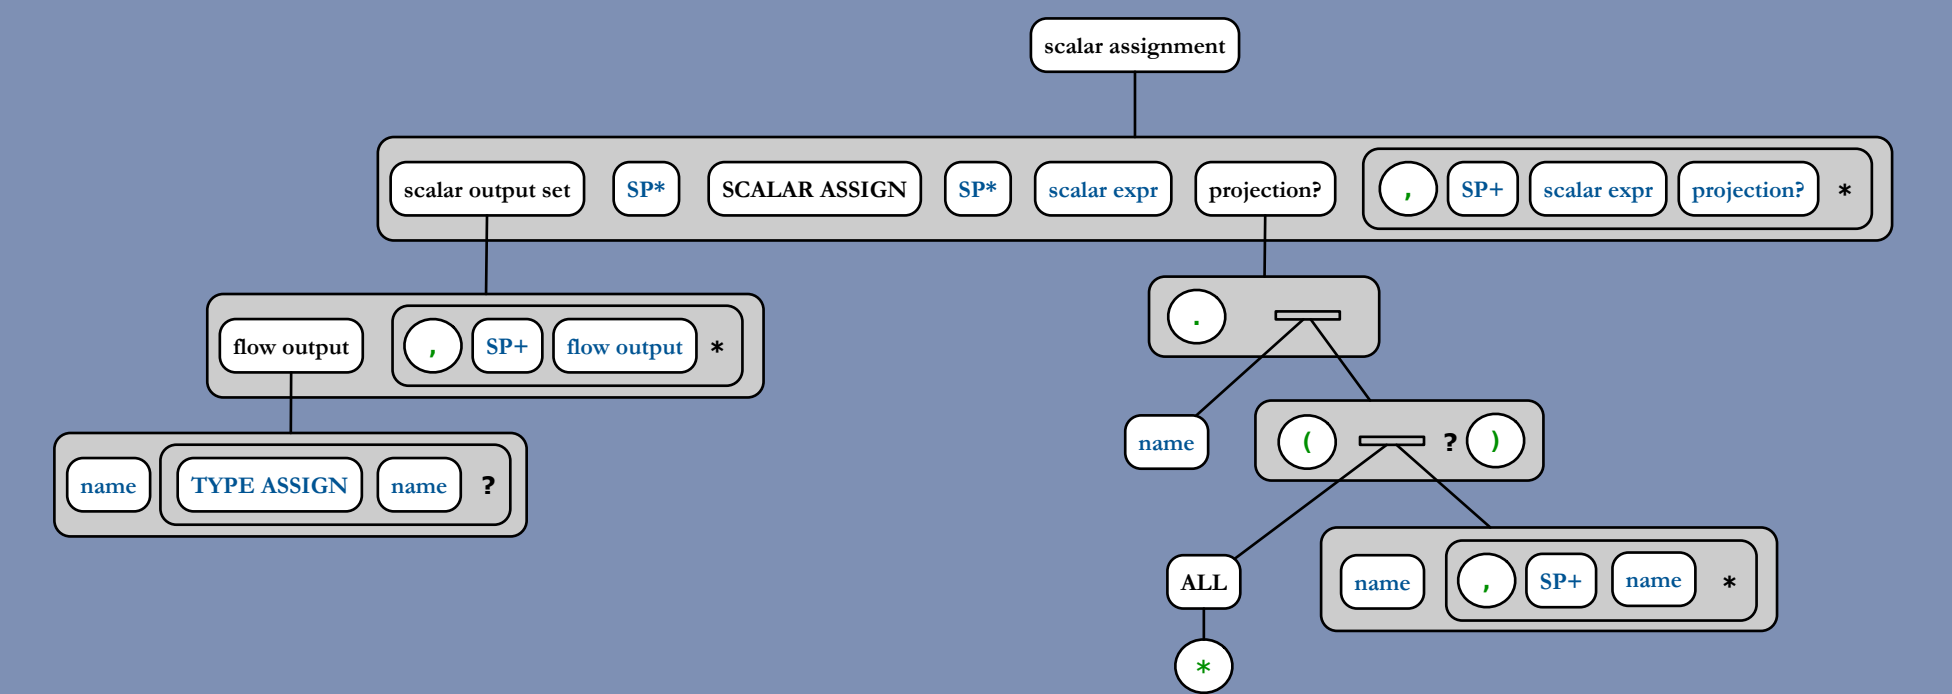 scalar assignment
scalar output set SP* SCALAR ASSIGN SP* scalar expr projection? , SP+ scalar expr projection? *
flow output , SP+ flow output *
.
name TYPE ASSIGN name ?
name
( ? )
ALL
name , SP+ name *
*